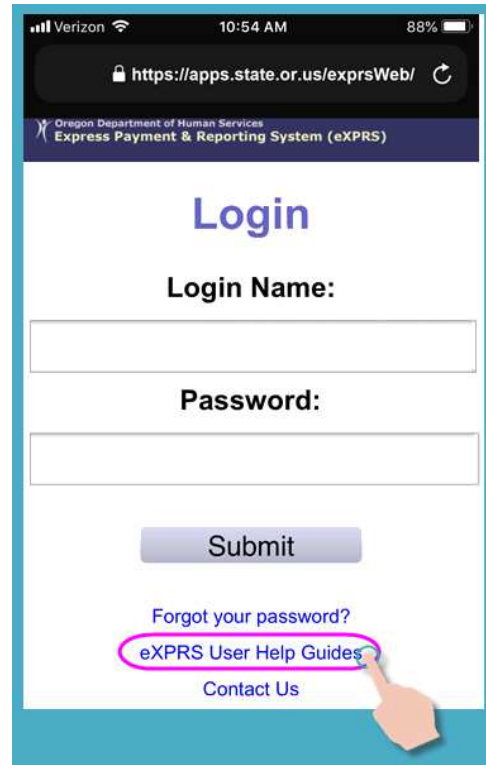 Verizon 10:54 AM 88%
https://apps.state.or.us/exprsWeb/
Oregon Department of Human Services
Express Payment & Reporting System (eXPRS)
Login
Login Name:
Password:
Submit
Forgot your password?
eXPRS User Help Guides
Contact Us